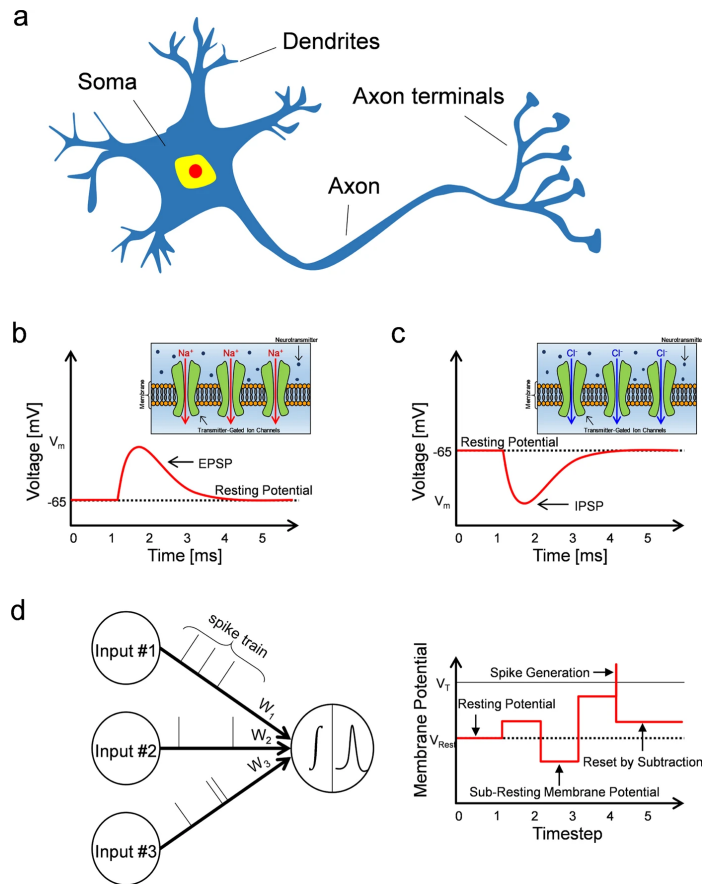 a
Dendrites
Soma
Axon terminals
Axon
b
Neurotransmitter
Na⁺ Na⁺ Na⁺
Membrane
Transmitter-Gated Ion Channels
Voltage [mV]
Vm
EPSP
Resting Potential
-65
0 1 2 3 4 5
Time [ms]
c
Neurotransmitter
Cl⁻ Cl⁻ Cl⁻
Membrane
Transmitter-Gated Ion Channels
Voltage [mV]
Resting Potential
-65
Vm
IPSP
0 1 2 3 4 5
Time [ms]
d
Input #1
spike train
W1
Input #2
W2
W3
Input #3
∫
Membrane Potential
Spike Generation
VT
Resting Potential
VRest
Reset by Subtraction
Sub-Resting Membrane Potential
0 1 2 3 4 5
Timestep